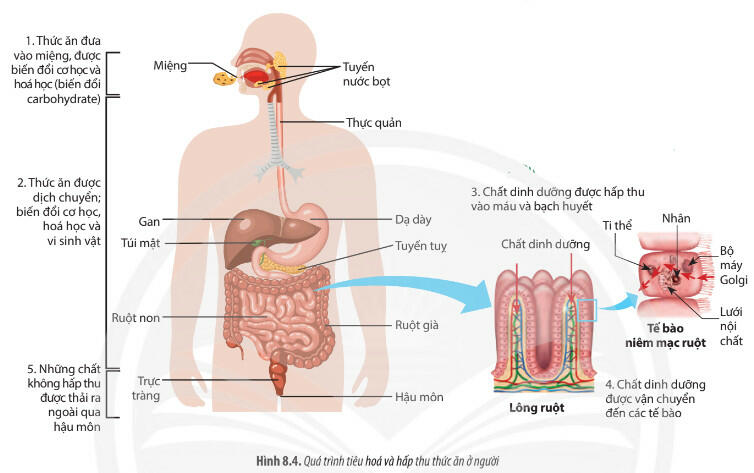 1. Thức ăn đưa
vào miệng, được
biến đổi cơ học và
hoá học (biến đổi
carbohydrate)
Miệng
Tuyến
nước bọt
Thực quản
2. Thức ăn được
dịch chuyển;
biến đổi cơ học,
hoá học và
vi sinh vật
Gan
Túi mật
Dạ dày
Tuyến tuỵ
Ruột non
Ruột già
5. Những chất
không hấp thu
được thải ra
ngoài qua
hậu môn
Trực
tràng
Hậu môn
3. Chất dinh dưỡng được hấp thu
vào máu và bạch huyết
Chất dinh dưỡng
Lông ruột
Ti thể
Nhân
Bộ
máy
Golgi
Lưới
nội
chất
Tế bào
niêm mạc ruột
4. Chất dinh dưỡng
được vận chuyển
đến các tế bào
Hình 8.4. Quá trình tiêu hoá và hấp thu thức ăn ở người